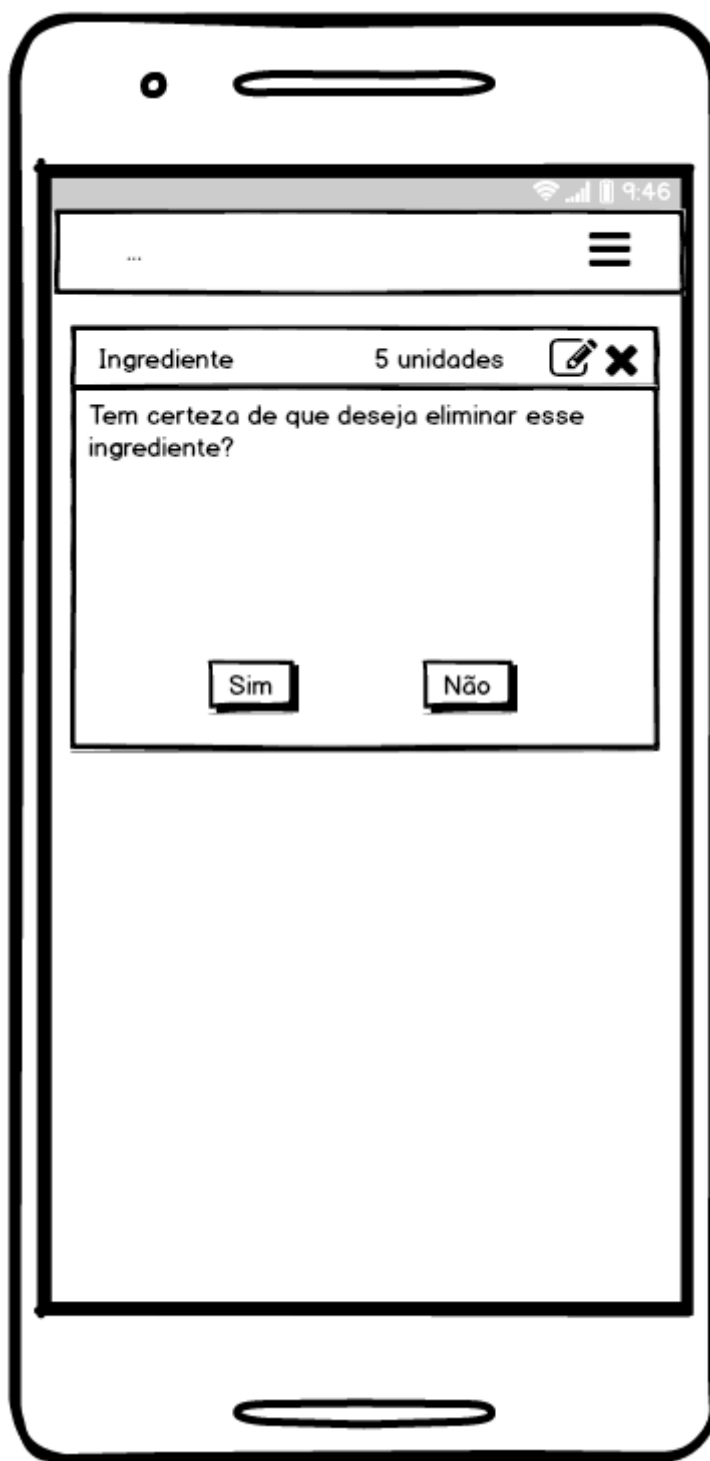 9:46
...
Ingrediente 5 unidades
Tem certeza de que deseja eliminar esse
ingrediente?
Sim Não